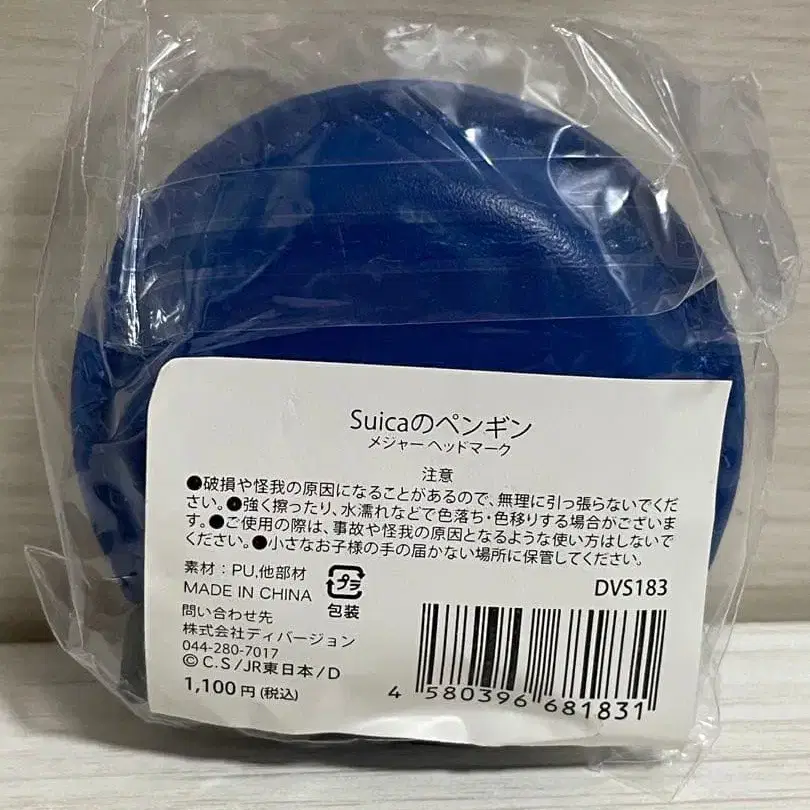 Suicaのペンギン
メジャー ヘッドマーク
注意
●破損や怪我の原因になることがあるので、無理に引っ張らないでくだ
さい。●強く擦ったり、水濡れなどで色落ち・色移りする場合がございま
す。●ご使用の際は、事故や怪我の原因となるような使い方はしないで
ください。●小さなお子様の手の届かない場所に保管してください。
素材:PU,他部材
MADE IN CHINA
プラ
包装
DVS183
問い合わせ先
株式会社ディバージョン
044-280-7017
©C.S/JR東日本/D
1,100円(税込)
4 580396 681831